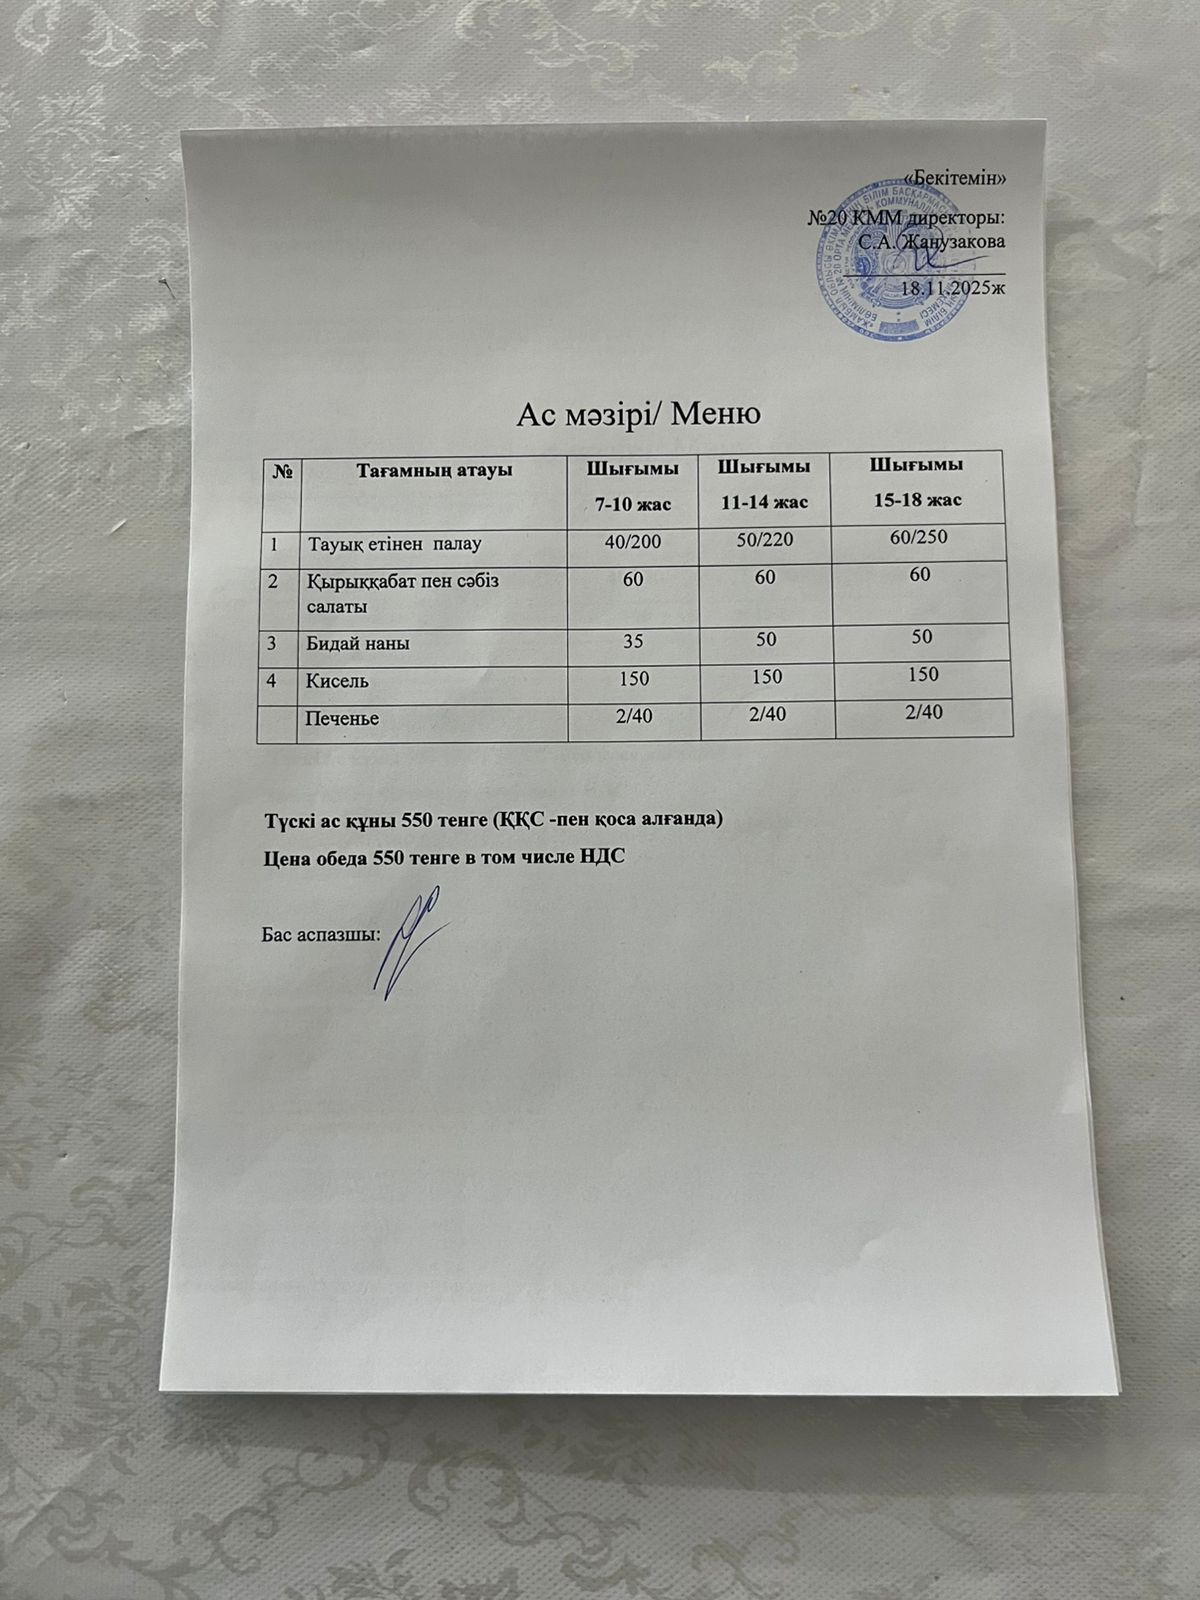 «Бекітемін»
№20 КММ директоры:
С.А. Жанузакова
18.11.2025ж
Ас мәзірі/ Меню
№ Тағамның атауы Шығымы 7-10 жас Шығымы 11-14 жас Шығымы 15-18 жас
1 Тауық етінен палау 40/200 50/220 60/250
2 Қырыққабат пен сәбіз салаты 60 60 60
3 Бидай наны 35 50 50
4 Кисель 150 150 150
Печенье 2/40 2/40 2/40
Түскі ас құны 550 тенге (ҚҚС -пен қоса алғанда)
Цена обеда 550 тенге в том числе НДС
Бас аспазшы: